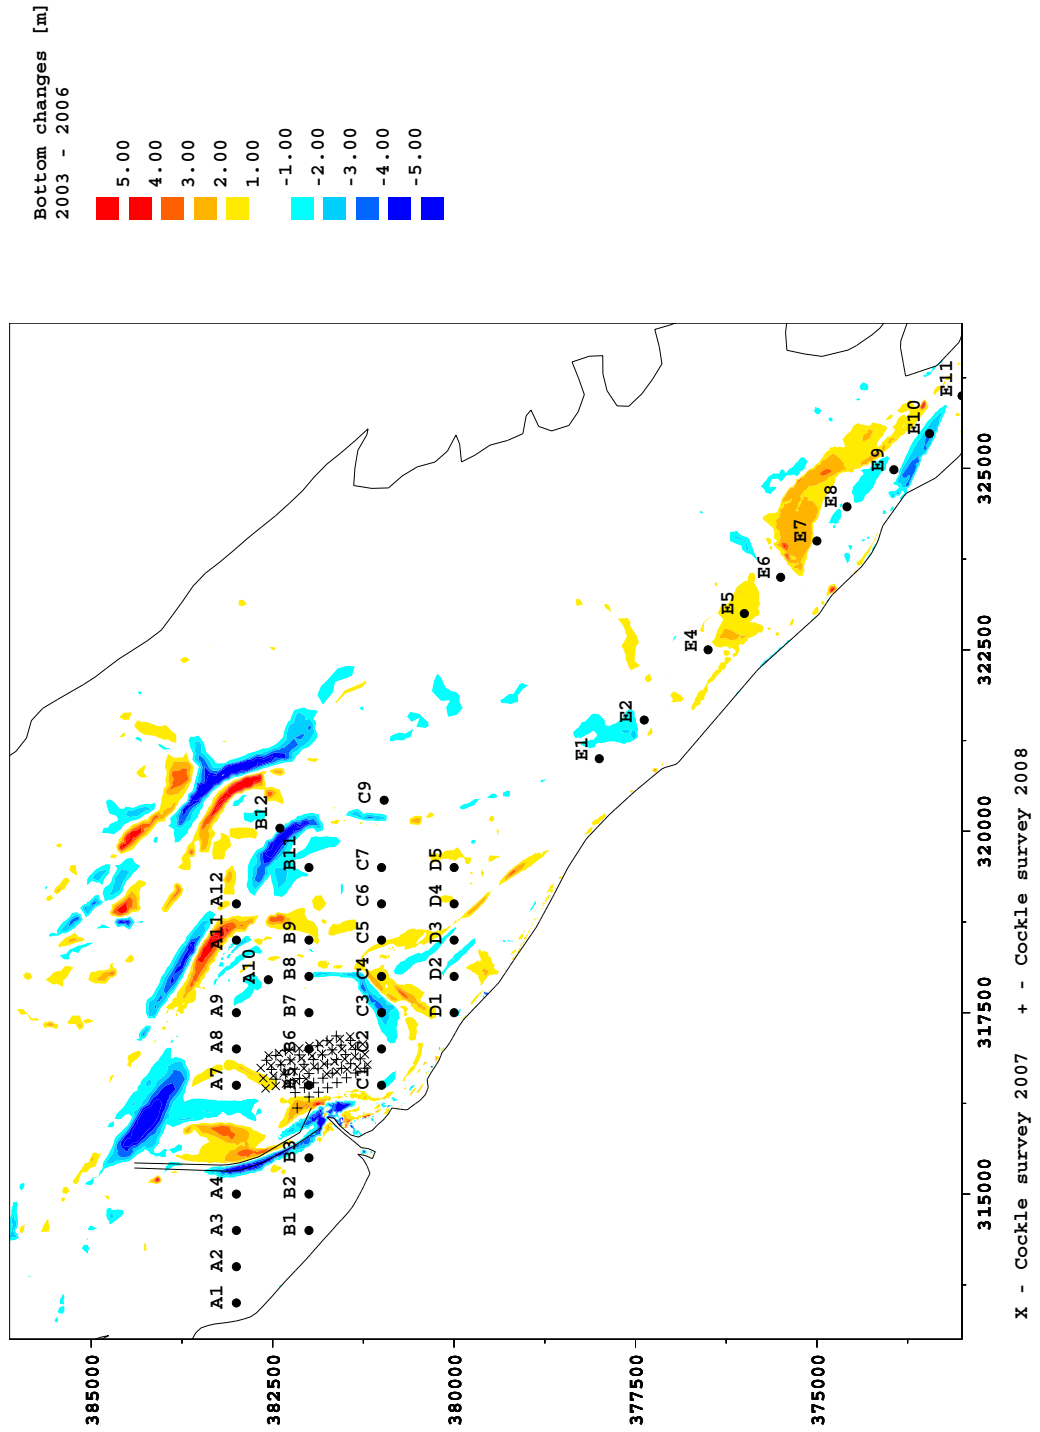 Bottom changes [m]
2003 - 2006
5.00
4.00
3.00
2.00
1.00
-1.00
-2.00
-3.00
-4.00
-5.00
A1 A2 A3 A4 A7 A8 A9 A10 A11 A12
B1 B2 B3 B5 B6 B7 B8 B9 B11 B12
C1 C2 C3 C4 C5 C6 C7 C9
D1 D2 D3 D4 D5
E1 E2 E4 E5 E6 E7 E8 E9 E10 E11
385000
382500
380000
377500
375000
315000 317500 320000 322500 325000
X - Cockle survey 2007 + - Cockle survey 2008